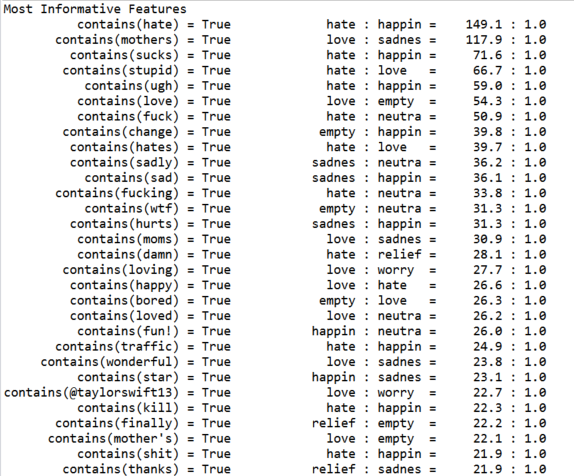 Most Informative Features
contains(hate) = True hate : happin = 149.1 : 1.0
contains(mothers) = True love : sadnes = 117.9 : 1.0
contains(sucks) = True hate : happin = 71.6 : 1.0
contains(stupid) = True hate : love = 66.7 : 1.0
contains(ugh) = True hate : happin = 59.0 : 1.0
contains(love) = True love : empty = 54.3 : 1.0
contains(fuck) = True hate : neutra = 50.9 : 1.0
contains(change) = True empty : happin = 39.8 : 1.0
contains(hates) = True hate : love = 39.7 : 1.0
contains(sadly) = True sadnes : neutra = 36.2 : 1.0
contains(sad) = True sadnes : happin = 36.1 : 1.0
contains(fucking) = True hate : neutra = 33.8 : 1.0
contains(wtf) = True empty : neutra = 31.3 : 1.0
contains(hurts) = True sadnes : happin = 31.3 : 1.0
contains(moms) = True love : sadnes = 30.9 : 1.0
contains(damn) = True hate : relief = 28.1 : 1.0
contains(loving) = True love : worry = 27.7 : 1.0
contains(happy) = True love : hate = 26.6 : 1.0
contains(bored) = True empty : love = 26.3 : 1.0
contains(loved) = True love : neutra = 26.2 : 1.0
contains(fun!) = True happin : neutra = 26.0 : 1.0
contains(traffic) = True hate : happin = 24.9 : 1.0
contains(wonderful) = True love : sadnes = 23.8 : 1.0
contains(star) = True happin : sadnes = 23.1 : 1.0
contains(@taylorswift13) = True love : worry = 22.7 : 1.0
contains(kill) = True hate : happin = 22.3 : 1.0
contains(finally) = True relief : empty = 22.2 : 1.0
contains(mother's) = True love : empty = 22.1 : 1.0
contains(shit) = True hate : happin = 21.9 : 1.0
contains(thanks) = True relief : sadnes = 21.9 : 1.0